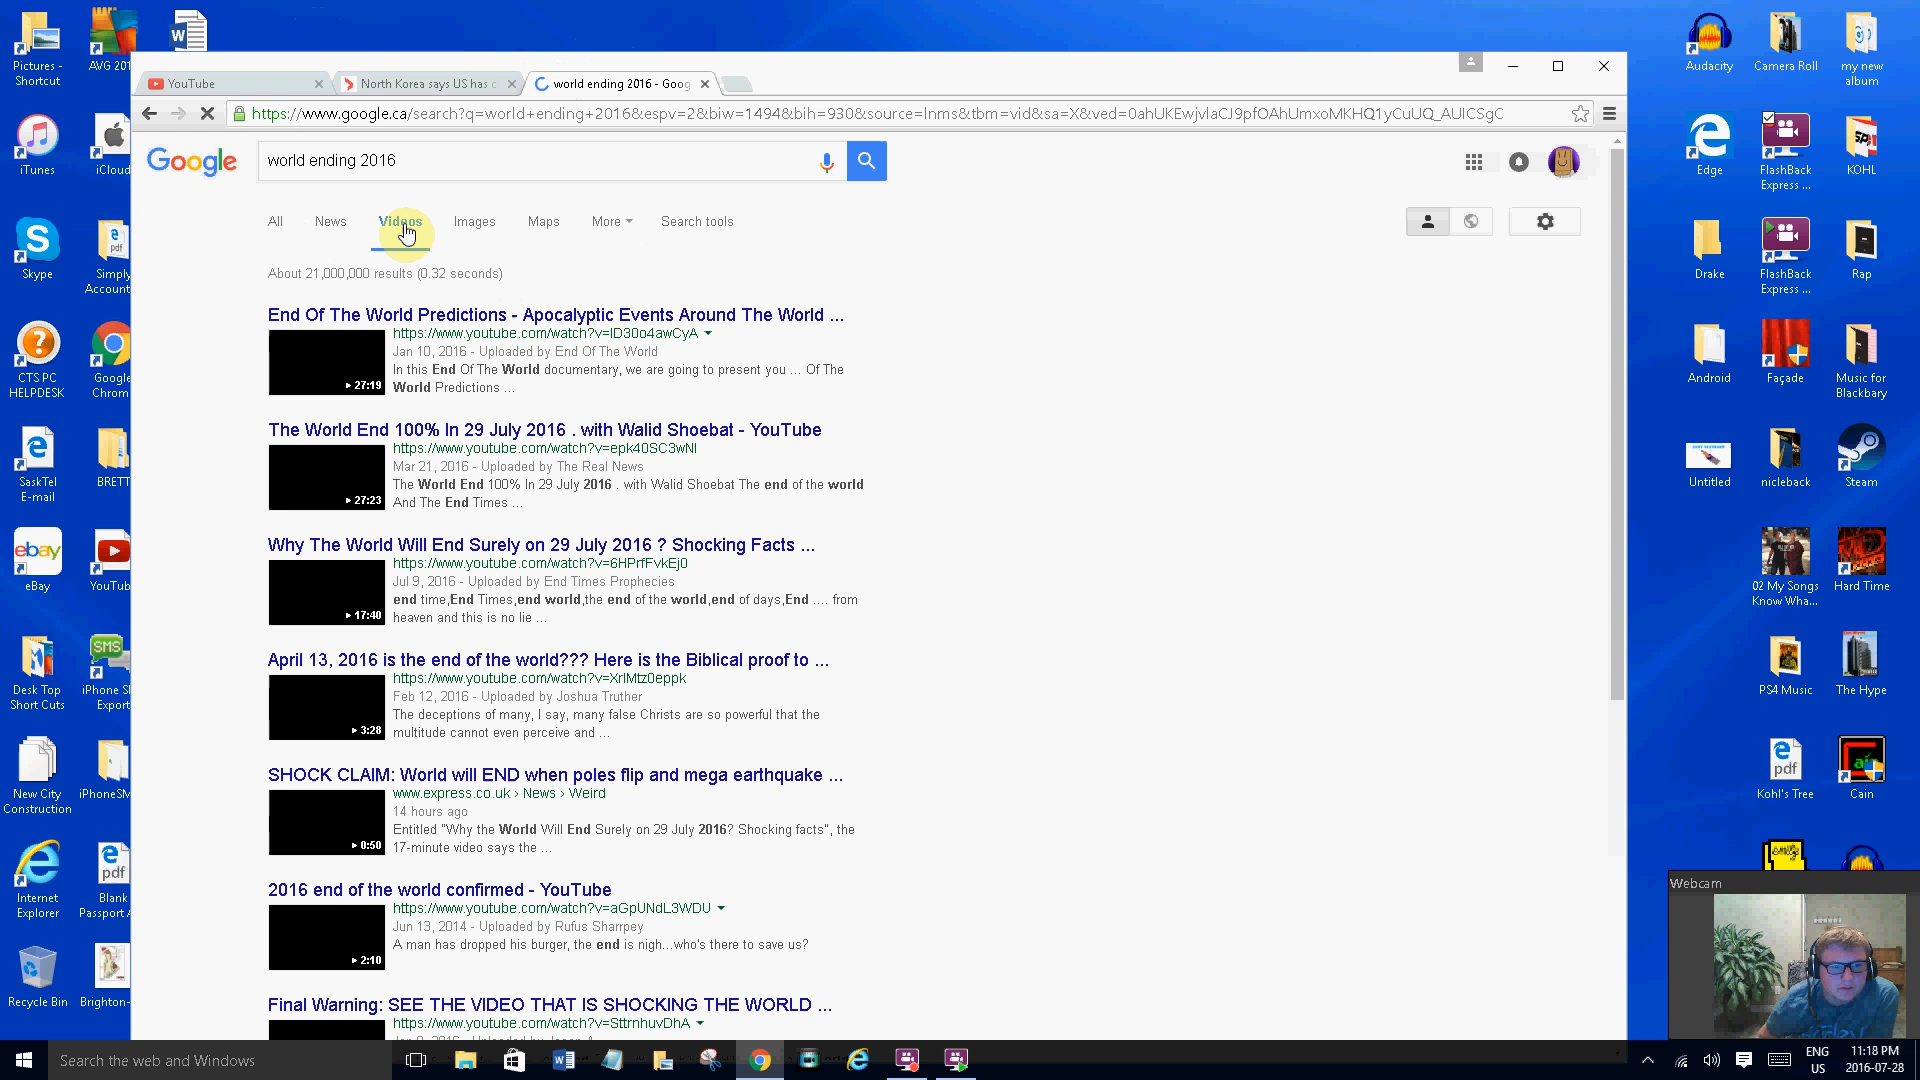 Pictures -
Shortcut
AVG 201
iTunes
iCloud
Skype
Simply
Account
CTS PC
HELPDESK
Google
Chrom
SaskTel
E-mail
BRETT
ebay
eBay
YouTub
SMS
Desk Top
Short Cuts
iPhone S
Export
New City
Construction
iPhoneSM
Internet
Explorer
pdf
Blank
Passport A
Recycle Bin
Brighton-
YouTube
North Korea says US has c
world ending 2016 - Goog
https://www.google.ca/search?q=world+ending+2016&espv=2&biw=1494&bih=930&source=lnms&tbm=vid&sa=X&ved=0ahUKEwjvlaCJ9pfOAhUmxoMKHQ1yCuUQ_AUICSgC
Google
world ending 2016
All News Videos Images Maps More Search tools
About 21,000,000 results (0.32 seconds)
End Of The World Predictions - Apocalyptic Events Around The World ...
https://www.youtube.com/watch?v=ID30o4awCyA
Jan 10, 2016 - Uploaded by End Of The World
In this End Of The World documentary, we are going to present you ... Of The
World Predictions ...
27:19
The World End 100% In 29 July 2016 . with Walid Shoebat - YouTube
https://www.youtube.com/watch?v=epk40SC3wNI
Mar 21, 2016 - Uploaded by The Real News
The World End 100% In 29 July 2016 . with Walid Shoebat The end of the world
And The End Times ...
27:23
Why The World Will End Surely on 29 July 2016 ? Shocking Facts ...
https://www.youtube.com/watch?v=6HPrfFvkEj0
Jul 9, 2016 - Uploaded by End Times Prophecies
end time,End Times,end world,the end of the world,end of days,End .... from
heaven and this is no lie ...
17:40
April 13, 2016 is the end of the world??? Here is the Biblical proof to ...
https://www.youtube.com/watch?v=XrlMtz0eppk
Feb 12, 2016 - Uploaded by Joshua Truther
The deceptions of many, I say, many false Christs are so powerful that the
multitude cannot even perceive and ...
3:28
SHOCK CLAIM: World will END when poles flip and mega earthquake ...
www.express.co.uk › News › Weird
14 hours ago
Entitled "Why the World Will End Surely on 29 July 2016? Shocking facts", the
17-minute video says the ...
0:50
2016 end of the world confirmed - YouTube
https://www.youtube.com/watch?v=aGpUNdL3WDU
Jun 13, 2014 - Uploaded by Rufus Sharrpey
A man has dropped his burger, the end is nigh...who's there to save us?
2:10
Final Warning: SEE THE VIDEO THAT IS SHOCKING THE WORLD ...
https://www.youtube.com/watch?v=SttrnhuvDhA
Audacity
Camera Roll
my new
album
Edge
FlashBack
Express ...
KOHL
Drake
FlashBack
Express ...
Rap
Android
Façade
Music for
Blackbary
Untitled
nicleback
Steam
02 My Songs
Know Wha...
Hard Time
PS4 Music
The Hype
pdf
Kohl's Tree
Cain
Webcam
Search the web and Windows
ENG
US
11:18 PM
2016-07-28